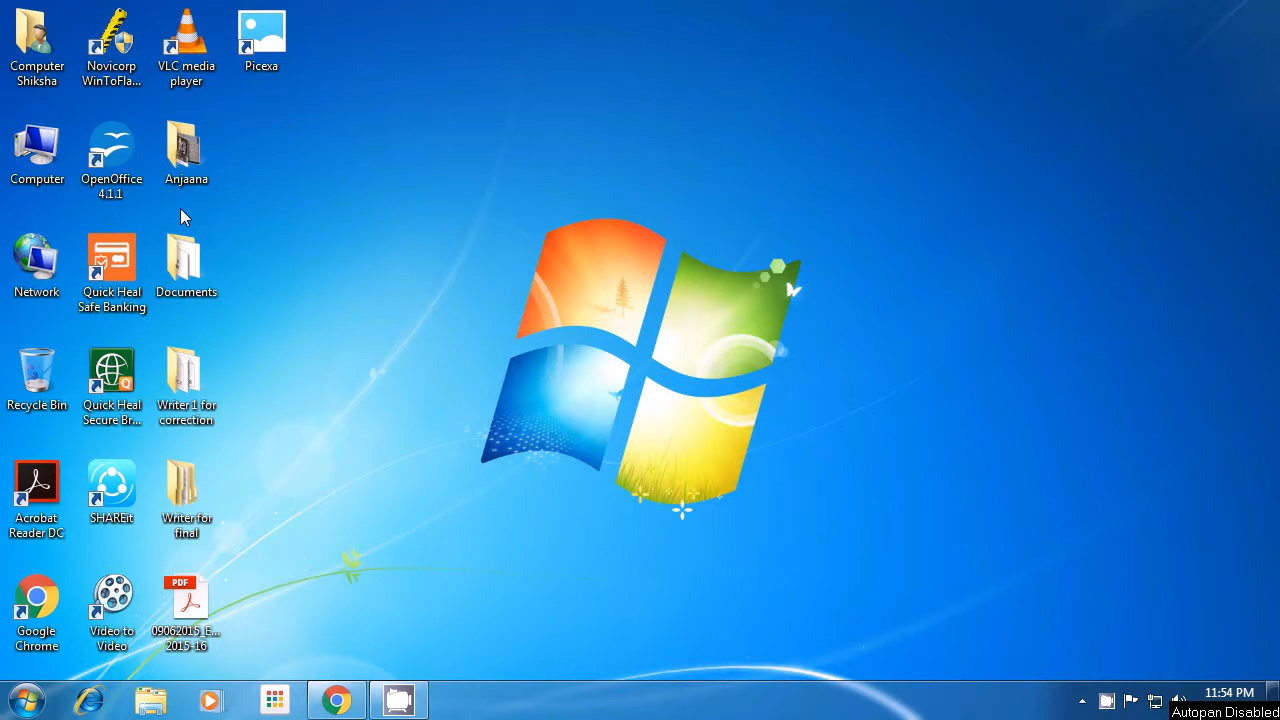 Computer
Shiksha
Novicorp
WinToFla...
VLC media
player
Picexa
Computer
OpenOffice
4.1.1
Anjaana
Network
Quick Heal
Safe Banking
Documents
Recycle Bin
Quick Heal
Secure Br...
Writer 1 for
correction
Acrobat
Reader DC
SHAREit
Writer for
final
Google
Chrome
Video to
Video
PDF
09062015_E...
2015-16
11:54 PM
Autopan Disabled